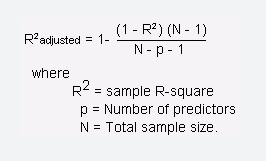 R²adjusted = 1- (1 - R²) (N - 1)
N - p - 1
where
R² = sample R-square
p = Number of predictors
N = Total sample size.